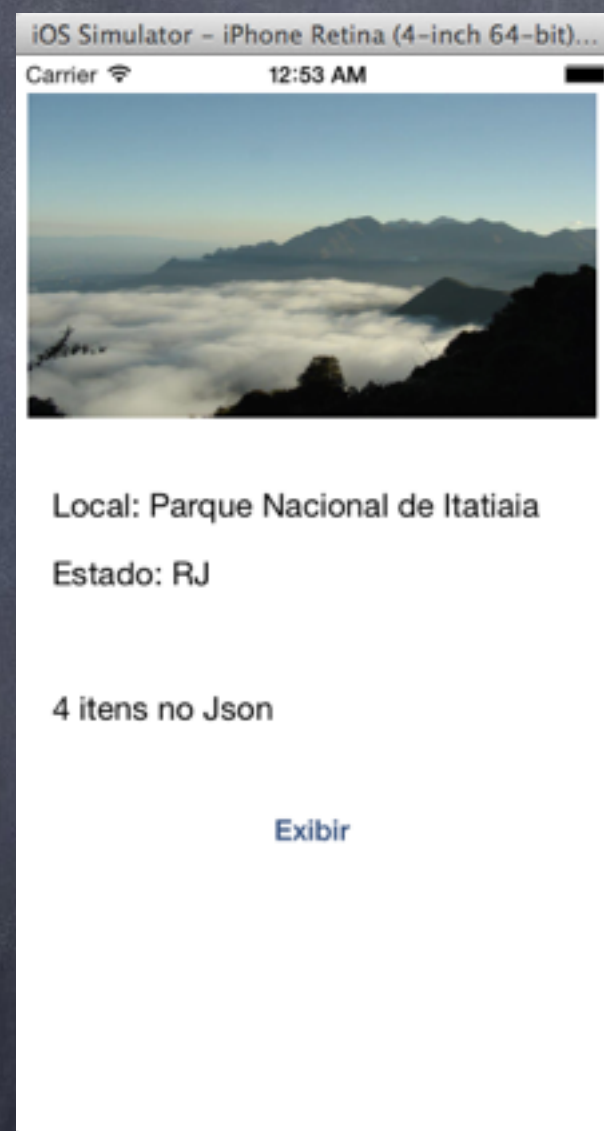 iOS Simulator – iPhone Retina (4-inch 64-bit)...
Carrier 12:53 AM
Local: Parque Nacional de Itatiaia
Estado: RJ
4 itens no Json
Exibir